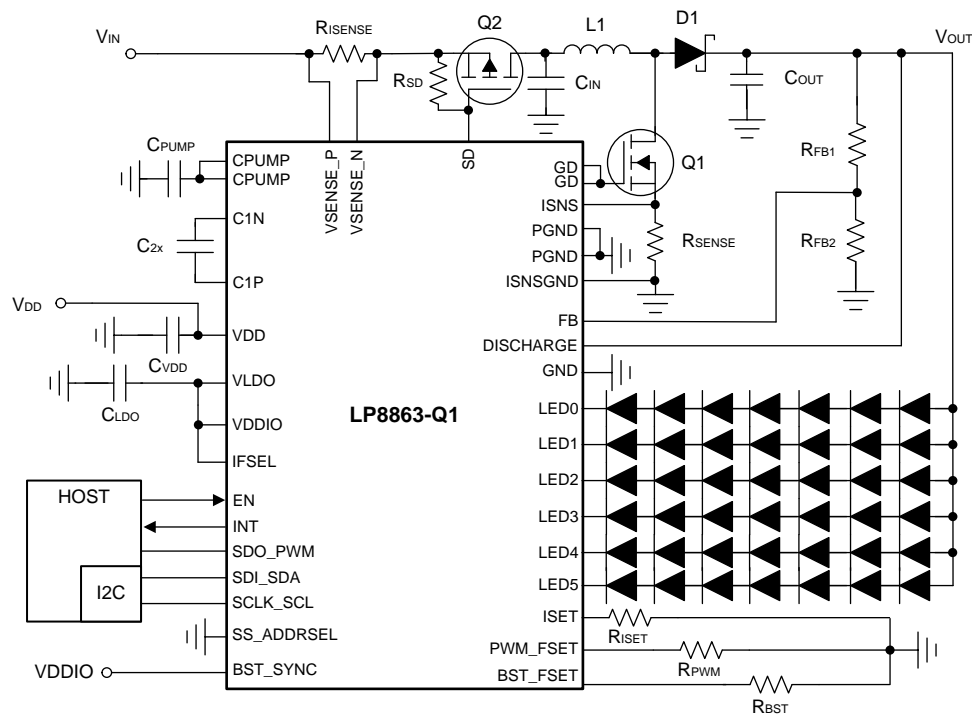 VIN
RISENSE
Q2
L1
D1
VOUT
RSD
CIN
COUT
CPUMP
CPUMP
CPUMP
VSENSE_P
VSENSE_N
SD
GD
GD
Q1
RFB1
C1N
ISNS
C2x
PGND
RSENSE
RFB2
PGND
C1P
ISNSGND
VDD
FB
VDD
DISCHARGE
CVDD
GND
VLDO
CLDO
LP8863-Q1
LED0
VDDIO
LED1
IFSEL
LED2
HOST
EN
LED3
INT
SDO_PWM
LED4
I2C
SDI_SDA
LED5
SCLK_SCL
ISET
RISET
SS_ADDRSEL
PWM_FSET
RPWM
VDDIO
BST_SYNC
BST_FSET
RBST